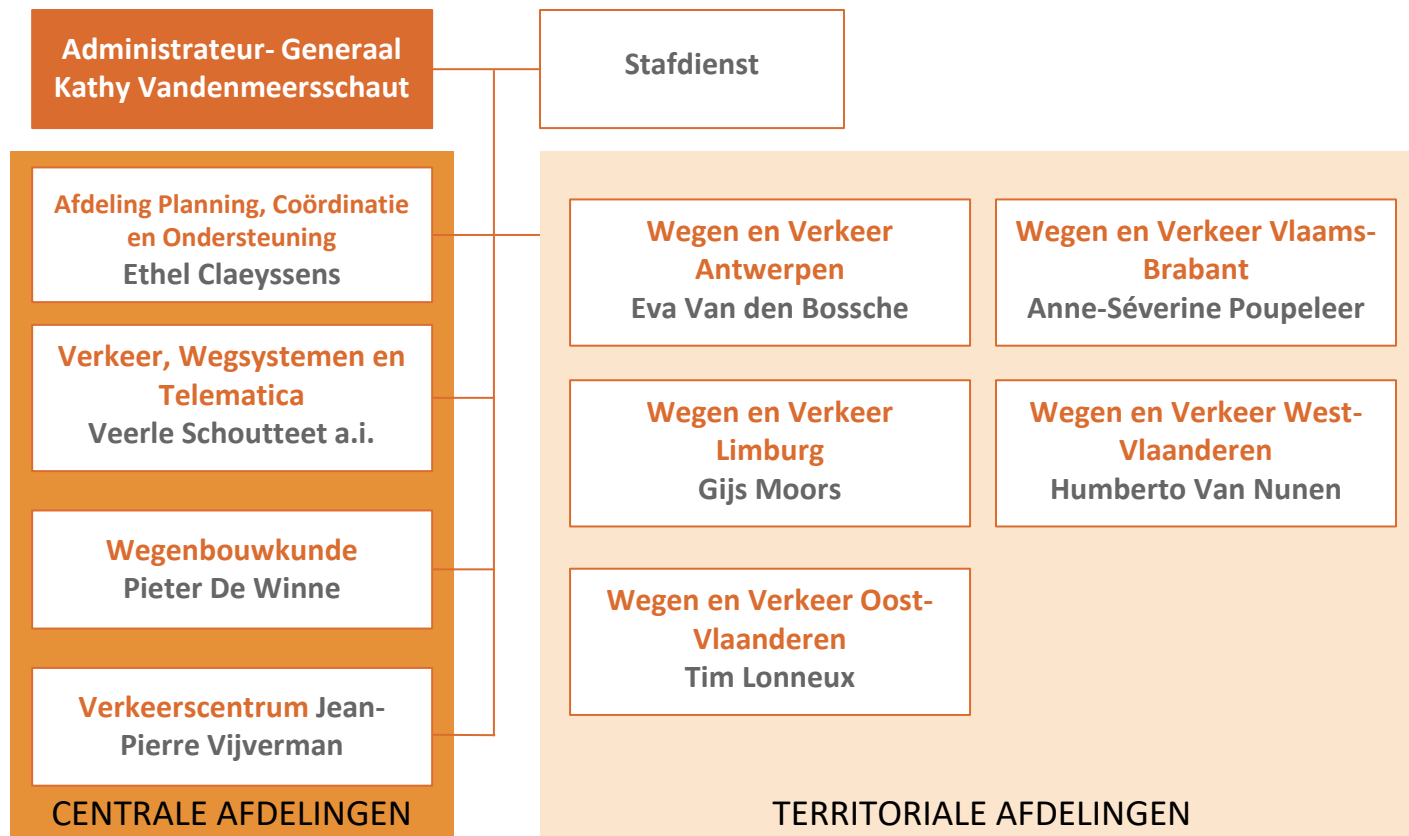 Administrateur- Generaal
Kathy Vandenmeersschaut
Stafdienst
Afdeling Planning, Coördinatie
en Ondersteuning
Ethel Claeyssens
Verkeer, Wegsystemen en
Telematica
Veerle Schoutteet a.i.
Wegenbouwkunde
Pieter De Winne
Verkeerscentrum Jean-
Pierre Vijverman
CENTRALE AFDELINGEN
Wegen en Verkeer
Antwerpen
Eva Van den Bossche
Wegen en Verkeer Vlaams-
Brabant
Anne-Séverine Poupeleer
Wegen en Verkeer
Limburg
Gijs Moors
Wegen en Verkeer West-
Vlaanderen
Humberto Van Nunen
Wegen en Verkeer Oost-
Vlaanderen
Tim Lonneux
TERRITORIALE AFDELINGEN